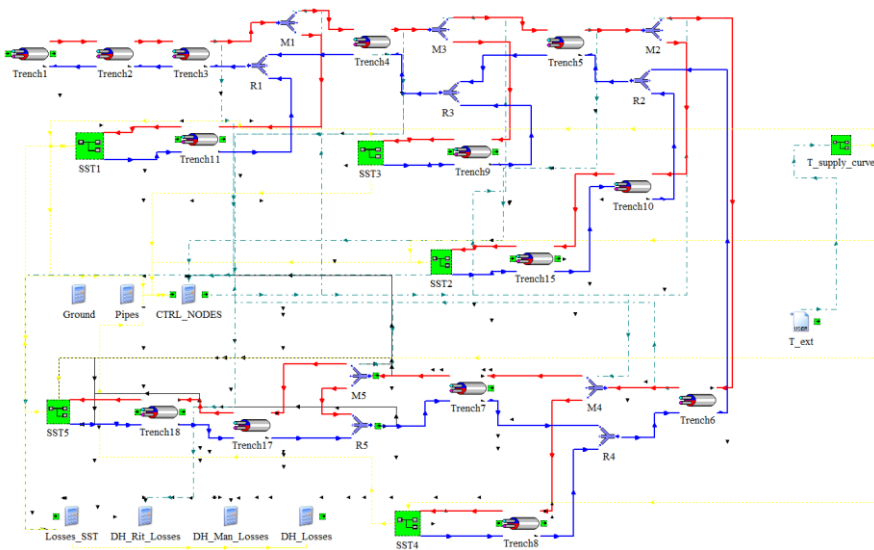 M1
M3
M2
Trench1
Trench2
Trench3
Trench4
Trench5
R1
R3
R2
SST1
Trench11
SST3
Trench9
T_supply_curve
Trench10
SST2
Trench15
Ground
Pipes
CTRL_NODES
T_ext
M5
Trench7
M4
Trench6
SST5
Trench18
Trench17
R5
R4
Losses_SST
DH_Rit_Losses
DH_Man_Losses
DH_Losses
SST4
Trench8